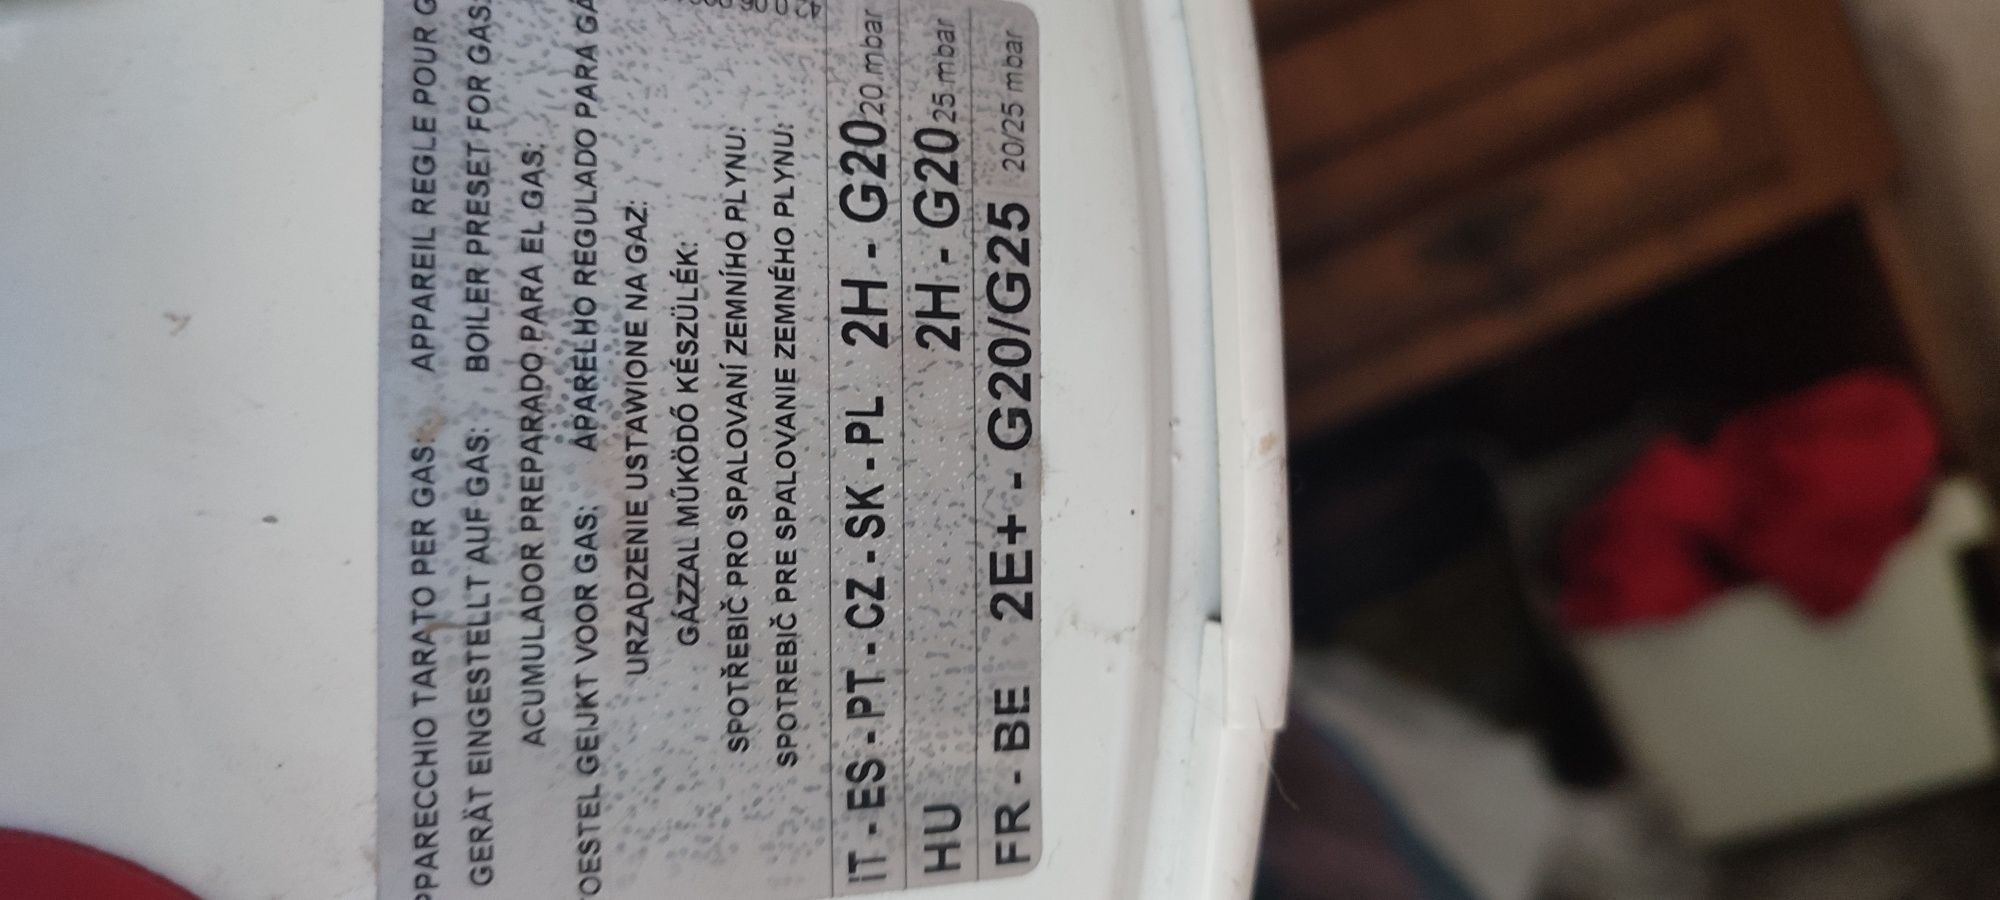 APPARECCHIO TARATO PER GAS: APPAREIL REGLE POUR G
GERÄT EINGESTELLT AUF GAS: BOILER PRESET FOR GAS:
ACUMULADOR PREPARADO PARA EL GAS:
TOESTEL GEIJKT VOOR GAS: APARELHO REGULADO PARA GÁ
URZĄDZENIE USTAWIONE NA GAZ:
GÁZZAL MŰKÖDŐ KÉSZÜLÉK:
SPOTŘEBIČ PRO SPALOVANÍ ZEMNÍHO PLYNU:
SPOTREBIČ PRE SPALOVANIE ZEMNÉHO PLYNU:
IT - ES - PT - CZ - SK - PL 2H - G20 20 mbar
HU 2H - G20 25 mbar
FR - BE 2E+ - G20/G25 20/25 mbar